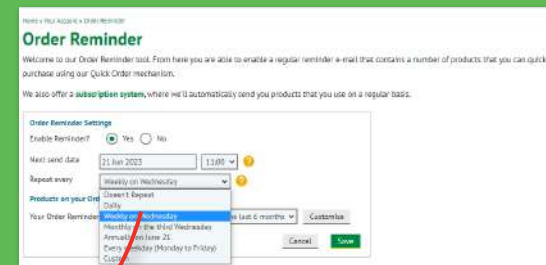 Home » Your Account » Order Reminder
Order Reminder
Welcome to our Order Reminder tool. From here you are able to enable a regular reminder e-mail that contains a number of products that you can quick
purchase using our Quick Order mechanism.
We also offer a subscription system, where we'll automatically send you products that you use on a regular basis.
Order Reminder Settings
Enable Reminder? Yes No
Next send date 21 Jun 2023 11:00
Repeat every Weekly on Wednesday
Doesn't Repeat
Products on your Ord
Daily
Your Order Reminder Weekly on Wednesday last 6 months Customise
Monthly on the third Wednesday
Annually on June 21
Cancel Save
Every weekday (Monday to Friday)
Custom